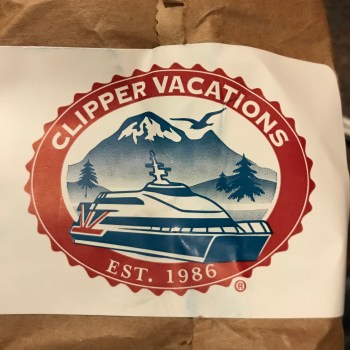 CLIPPER VACATIONS
EST. 1986
®